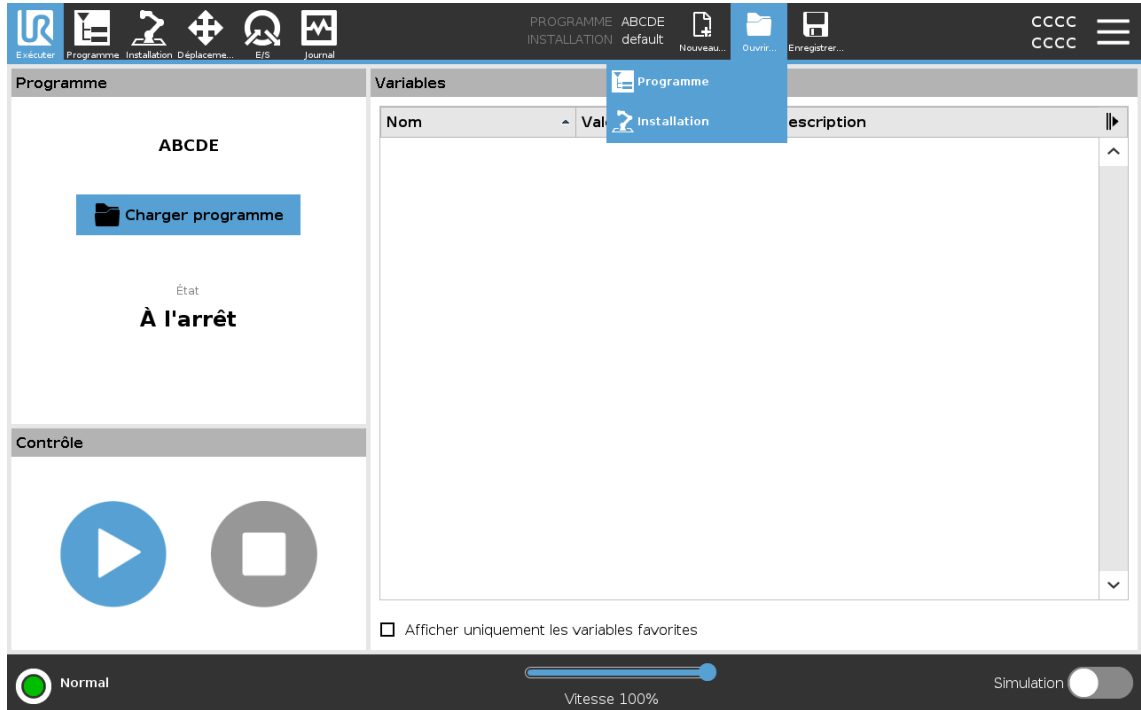 Exécuter Programme Installation Déplaceme... E/S Journal
PROGRAMME ABCDE
INSTALLATION default
Nouveau... Ouvrir... Enregistrer...
CCCC
CCCC
Programme
Installation
Programme
ABCDE
Charger programme
État
À l'arrêt
Contrôle
Variables
Nom escription
Afficher uniquement les variables favorites
Normal
Vitesse 100%
Simulation